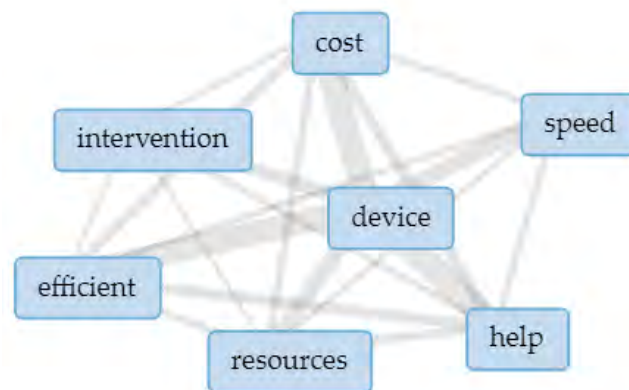 cost
speed
intervention
device
efficient
help
resources